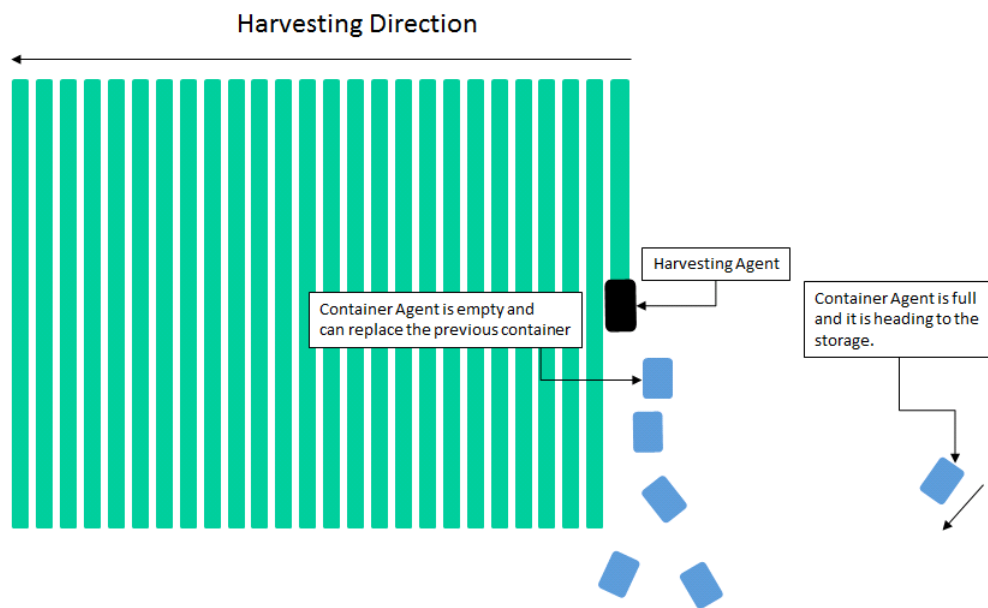 Harvesting Direction
Harvesting Agent
Container Agent is empty and
can replace the previous container
Container Agent is full
and it is heading to the
storage.